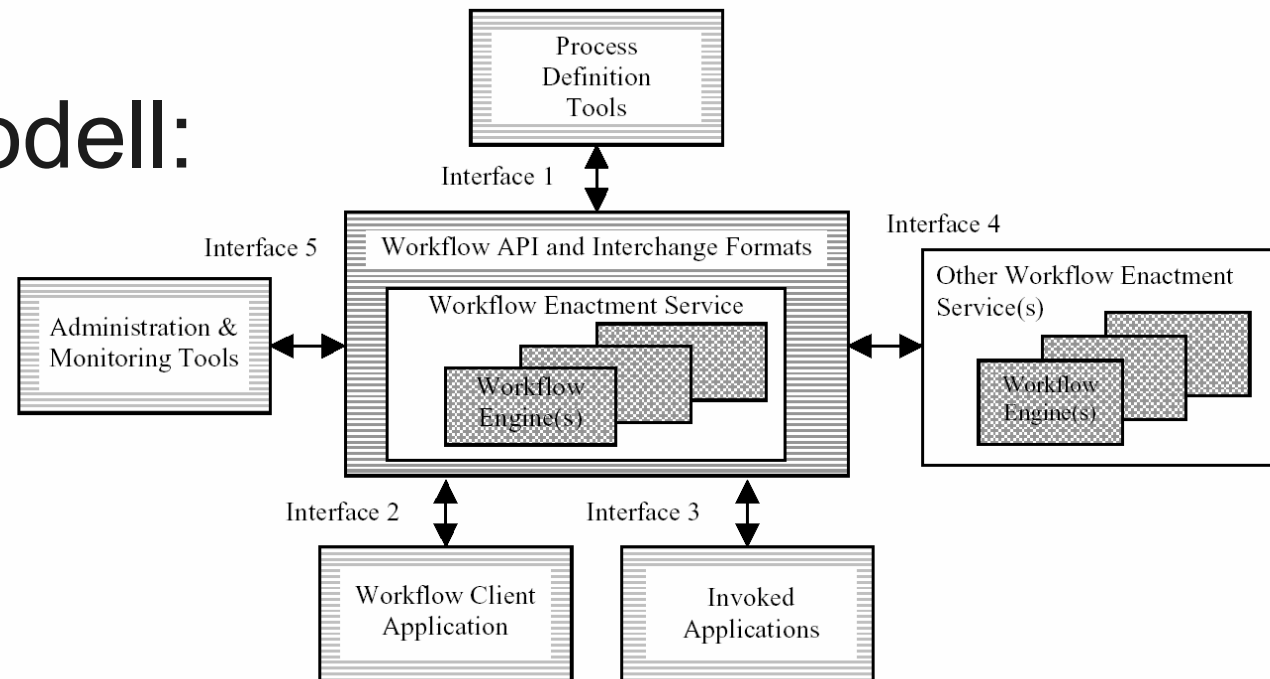 Process
Definition
Tools
odell:
Interface 1
Interface 4
Interface 5
Workflow API and Interchange Formats
Other Workflow Enactment
Service(s)
Workflow Enactment Service
Administration &
Monitoring Tools
Workflow
Engine(s)
Workflow
Engine(s)
Interface 2
Interface 3
Workflow Client
Application
Invoked
Applications